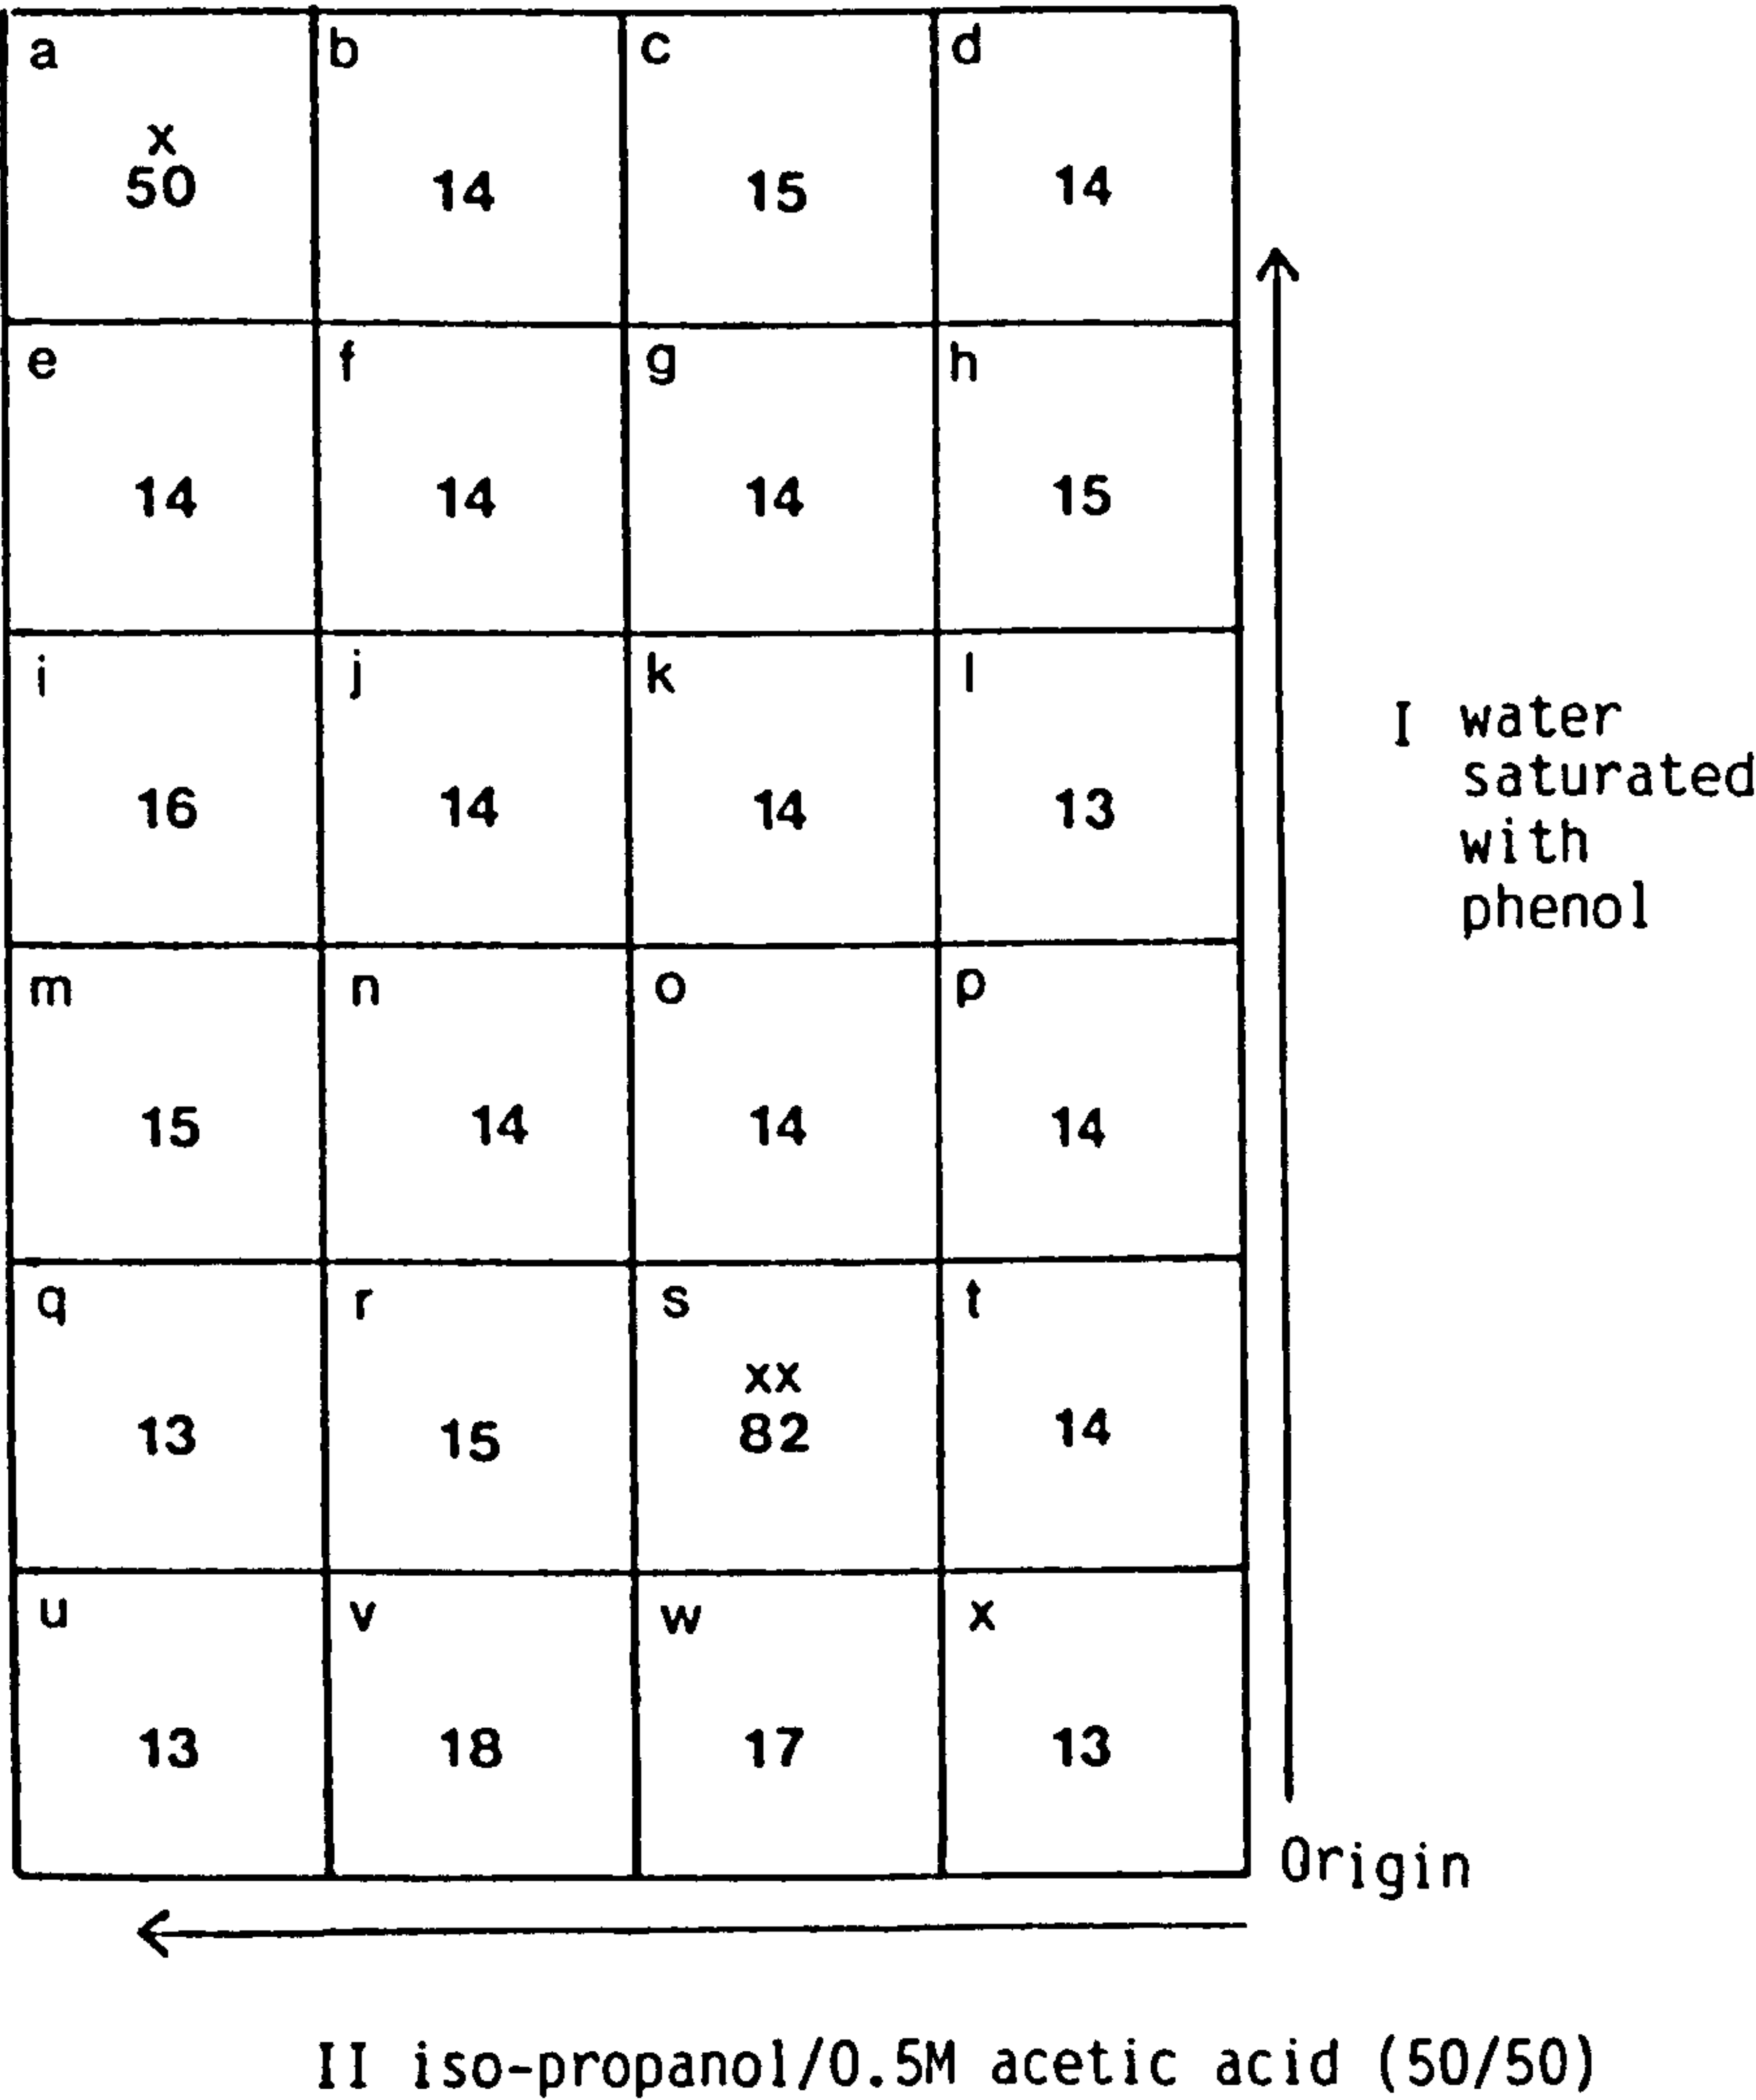 a b c d
x
50 14 15 14
e f g h
14 14 14 15
i j k l
16 14 14 13
I water
saturated
with
phenol
m n o p
15 14 14 14
q r s t
xx
13 15 82 14
u v w x
13 18 17 13
Origin
II iso-propanol/0.5M acetic acid (50/50)